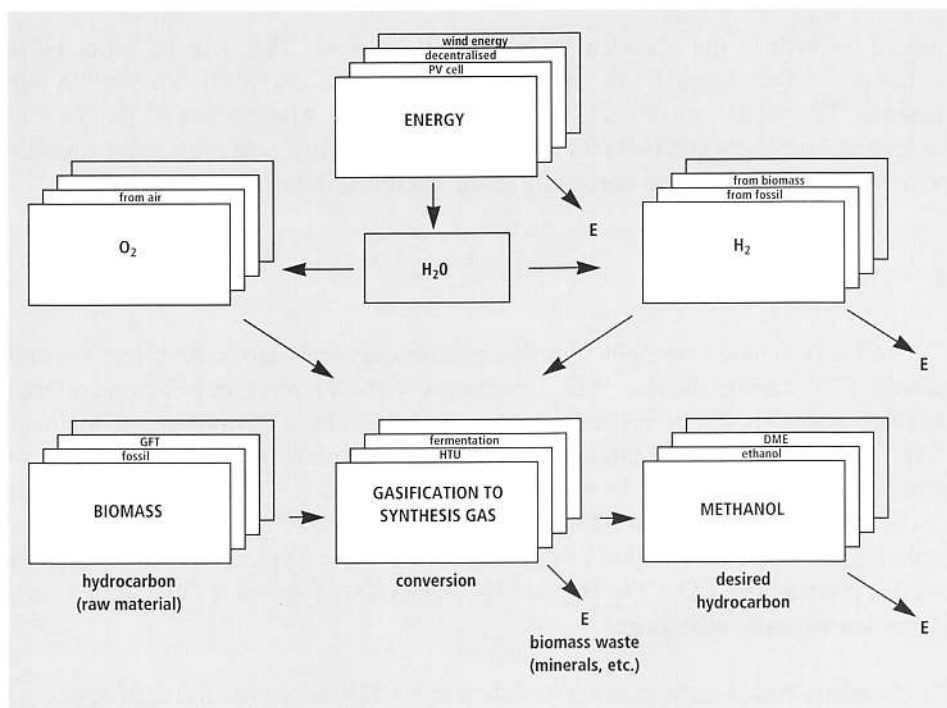 wind energy
decentralised
PV cell
ENERGY
E
from air
O₂
H₂0
from biomass
from fossil
H₂
E
GFT
fossil
BIOMASS
hydrocarbon
(raw material)
fermentation
HTU
GASIFICATION TO
SYNTHESIS GAS
conversion
E
biomass waste
(minerals, etc.)
DME
ethanol
METHANOL
desired
hydrocarbon
E